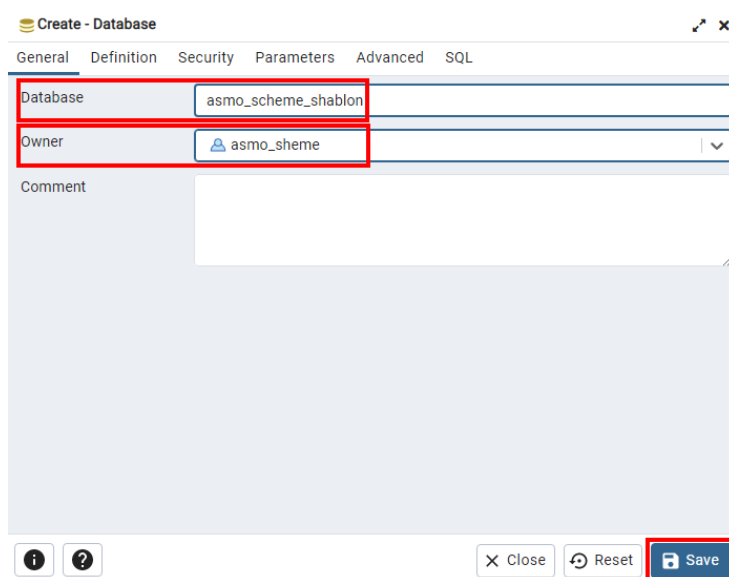 Create - Database
General Definition Security Parameters Advanced SQL
Database asmo_scheme_shablon
Owner asmo_sheme
Comment
Close Reset Save